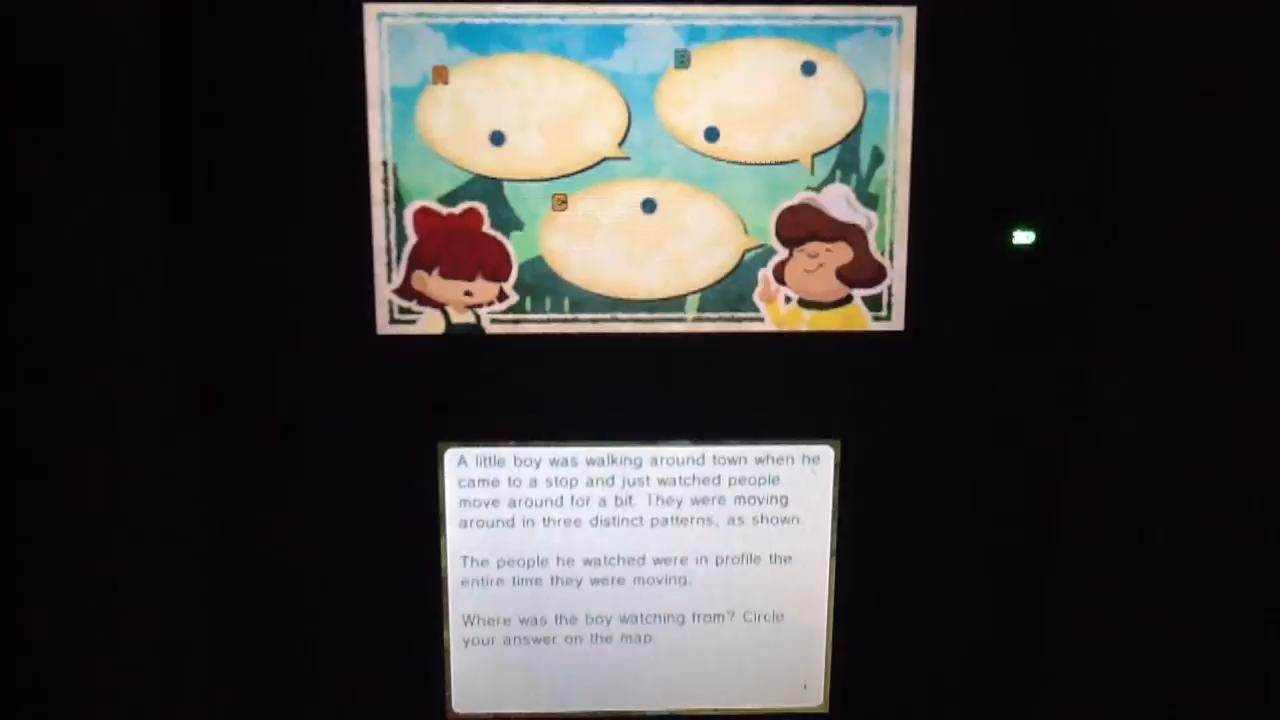 A
B
C
A little boy was walking around town when he
came to a stop and just watched people
move around for a bit. They were moving
around in three distinct patterns, as shown.
The people he watched were in profile the
entire time they were moving.
Where was the boy watching from? Circle
your answer on the map.